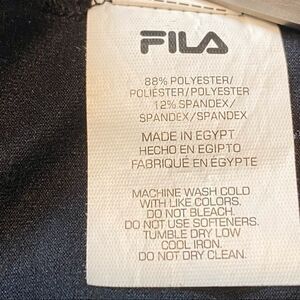 FILA
88% POLYESTER/
POLIÉSTER/POLYESTER
12% SPANDEX/
SPANDEX/SPANDEX
MADE IN EGYPT
HECHO EN EGIPTO
FABRIQUÉ EN ÉGYPTE
MACHINE WASH COLD
WITH LIKE COLORS.
DO NOT BLEACH.
DO NOT USE SOFTENERS.
TUMBLE DRY LOW
COOL IRON.
DO NOT DRY CLEAN.